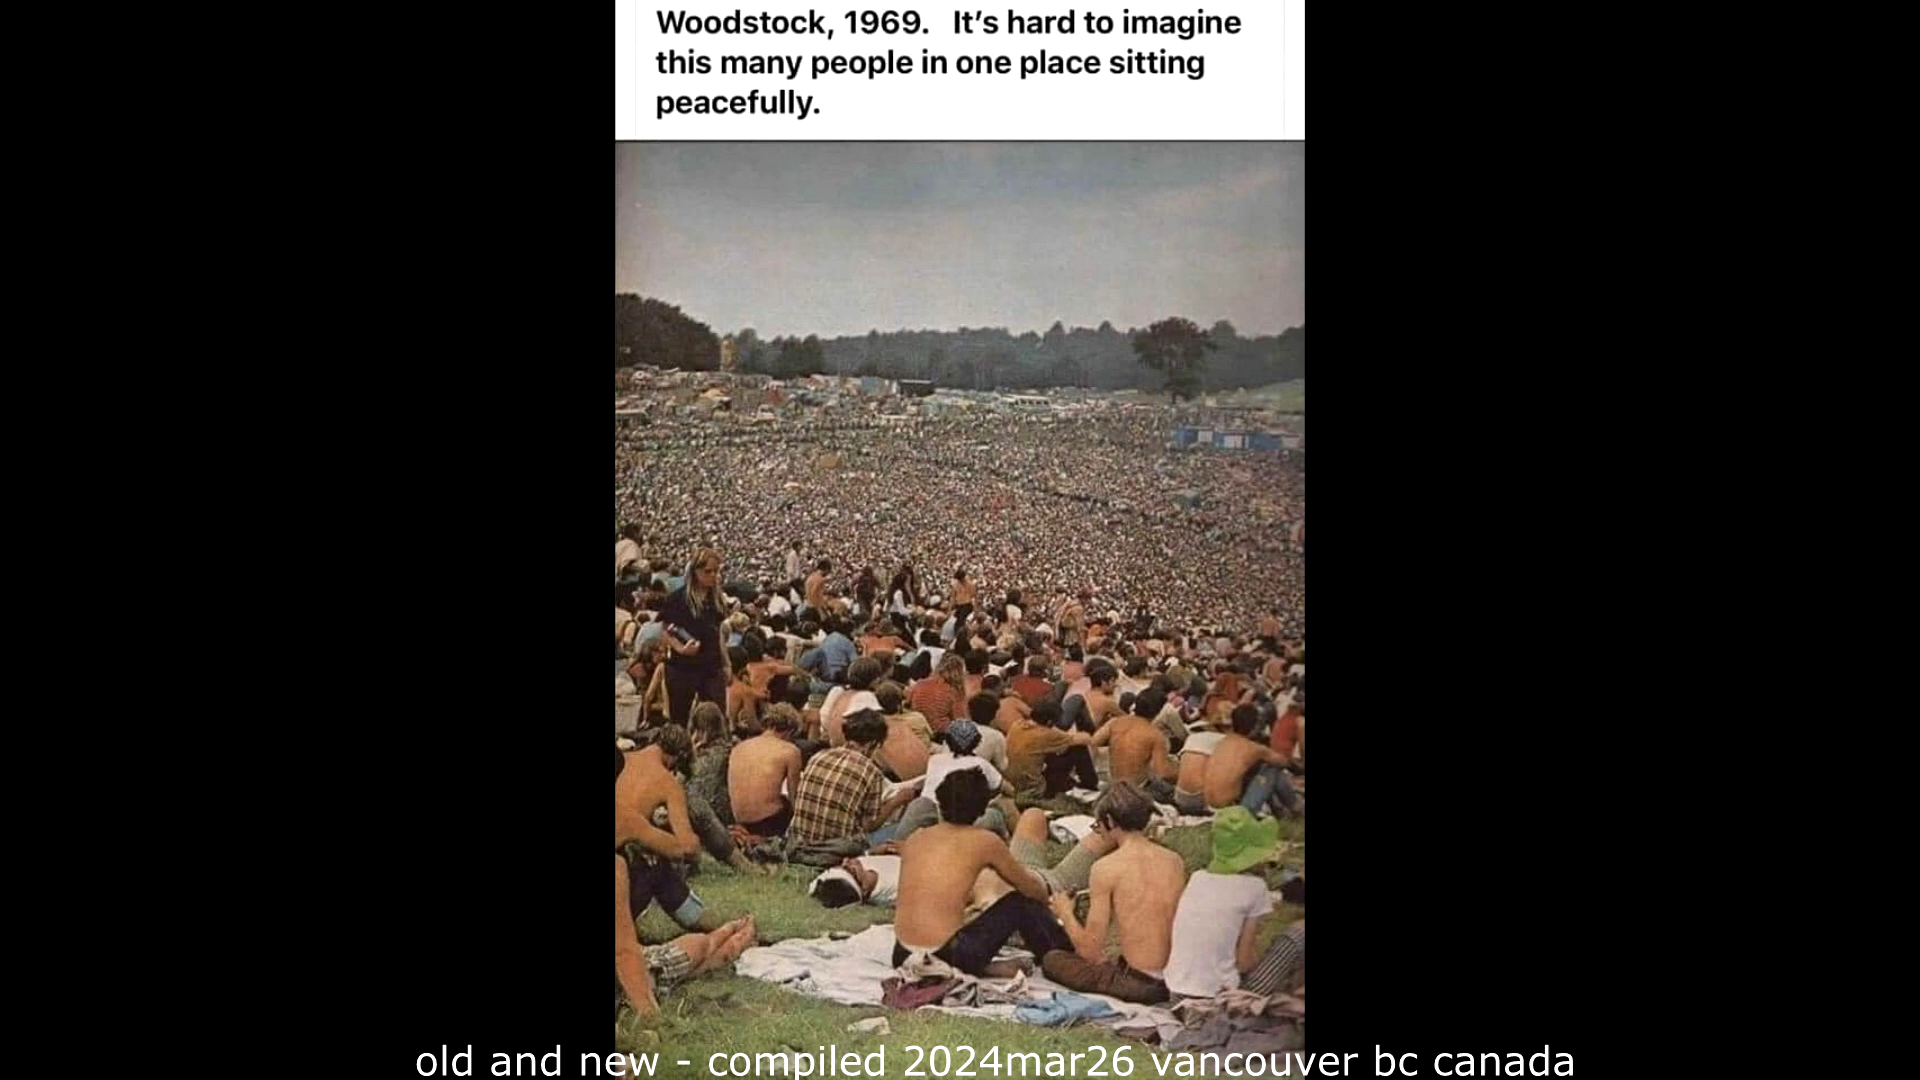 Woodstock, 1969.   It’s hard to imagine
this many people in one place sitting
peacefully.
old and new - compiled 2024mar26 vancouver bc canada